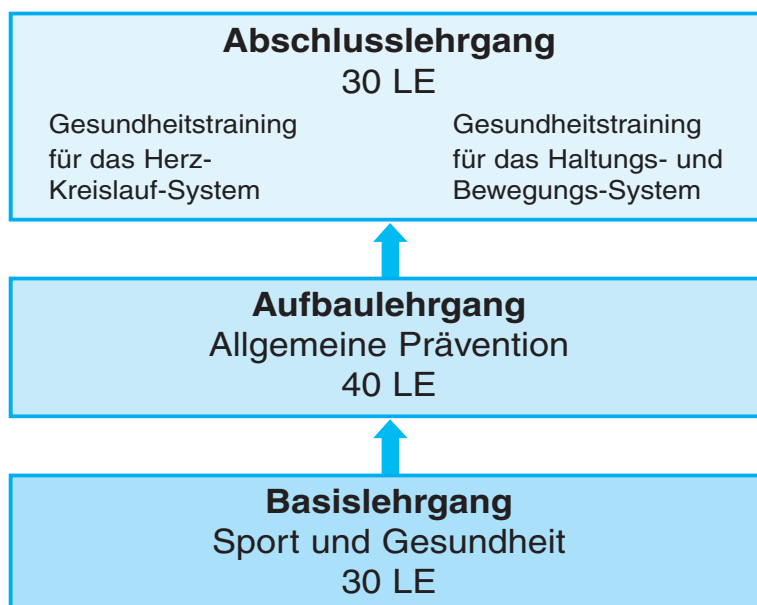 Abschlusslehrgang
30 LE
Gesundheitstraining
für das Herz-
Kreislauf-System
Gesundheitstraining
für das Haltungs- und
Bewegungs-System
Aufbaulehrgang
Allgemeine Prävention
40 LE
Basislehrgang
Sport und Gesundheit
30 LE